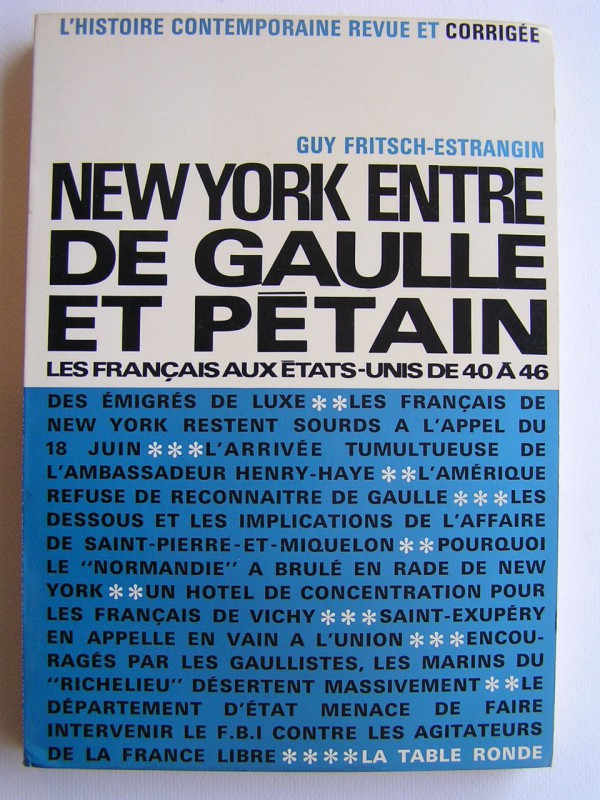 L'HISTOIRE CONTEMPORAINE REVUE ET CORRIGÉE
GUY FRITSCH-ESTRANGIN
NEW YORK ENTRE
DE GAULLE
ET PÉTAIN
LES FRANÇAIS AUX ÉTATS-UNIS DE 40 À 46
DES ÉMIGRÉS DE LUXE **LES FRANÇAIS DE
NEW YORK RESTENT SOURDS A L'APPEL DU
18 JUIN ***L'ARRIVÉE TUMULTUEUSE DE
L'AMBASSADEUR HENRY-HAYE **L'AMÉRIQUE
REFUSE DE RECONNAITRE DE GAULLE ***LES
DESSOUS ET LES IMPLICATIONS DE L'AFFAIRE
DE SAINT-PIERRE-ET-MIQUELON **POURQUOI
LE "NORMANDIE" A BRULÉ EN RADE DE NEW
YORK **UN HOTEL DE CONCENTRATION POUR
LES FRANÇAIS DE VICHY ***SAINT-EXUPÉRY
EN APPELLE EN VAIN A L'UNION ***ENCOU-
RAGÉS PAR LES GAULLISTES, LES MARINS DU
"RICHELIEU" DÉSERTENT MASSIVEMENT **LE
DÉPARTEMENT D'ÉTAT MENACE DE FAIRE
INTERVENIR LE F.B.I CONTRE LES AGITATEURS
DE LA FRANCE LIBRE ****LA TABLE RONDE